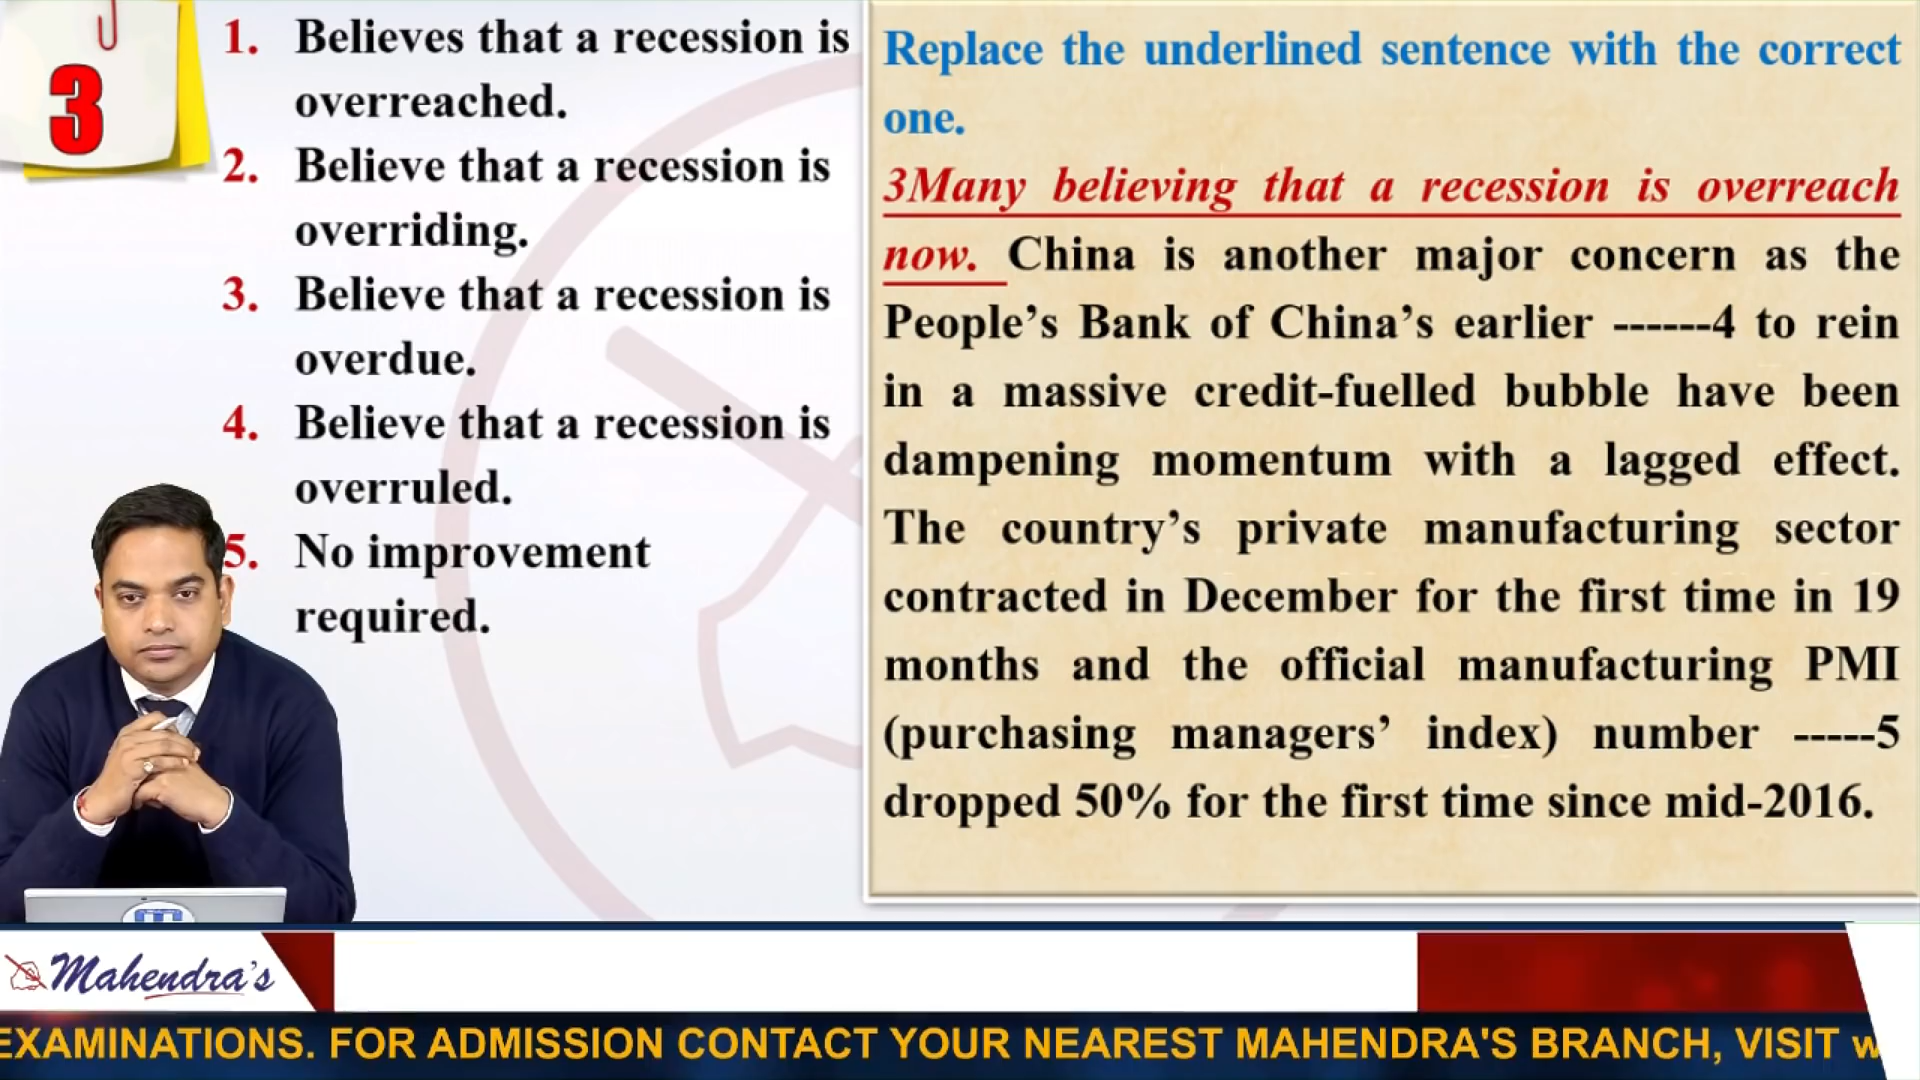 3
1. Believes that a recession is
overreached.
2. Believe that a recession is
overriding.
3. Believe that a recession is
overdue.
4. Believe that a recession is
overruled.
5. No improvement
required.
Replace the underlined sentence with the correct
one.
3Many believing that a recession is overreach
now. China is another major concern as the
People’s Bank of China’s earlier ------4 to rein
in a massive credit-fuelled bubble have been
dampening momentum with a lagged effect.
The country’s private manufacturing sector
contracted in December for the first time in 19
months and the official manufacturing PMI
(purchasing managers’ index) number -----5
dropped 50% for the first time since mid-2016.
Mahendra's
EXAMINATIONS. FOR ADMISSION CONTACT YOUR NEAREST MAHENDRA'S BRANCH, VISIT w